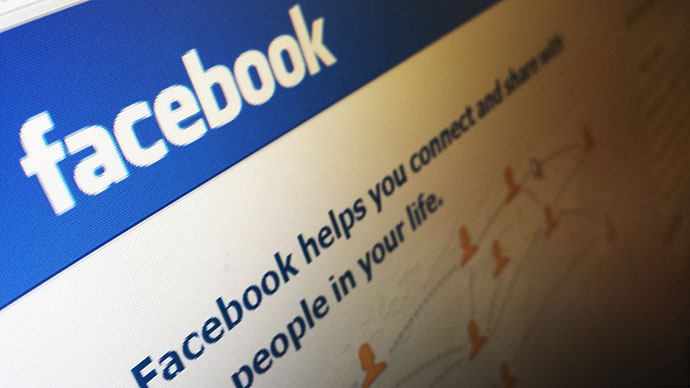 facebook
Facebook helps you connect and share with
people in your life.